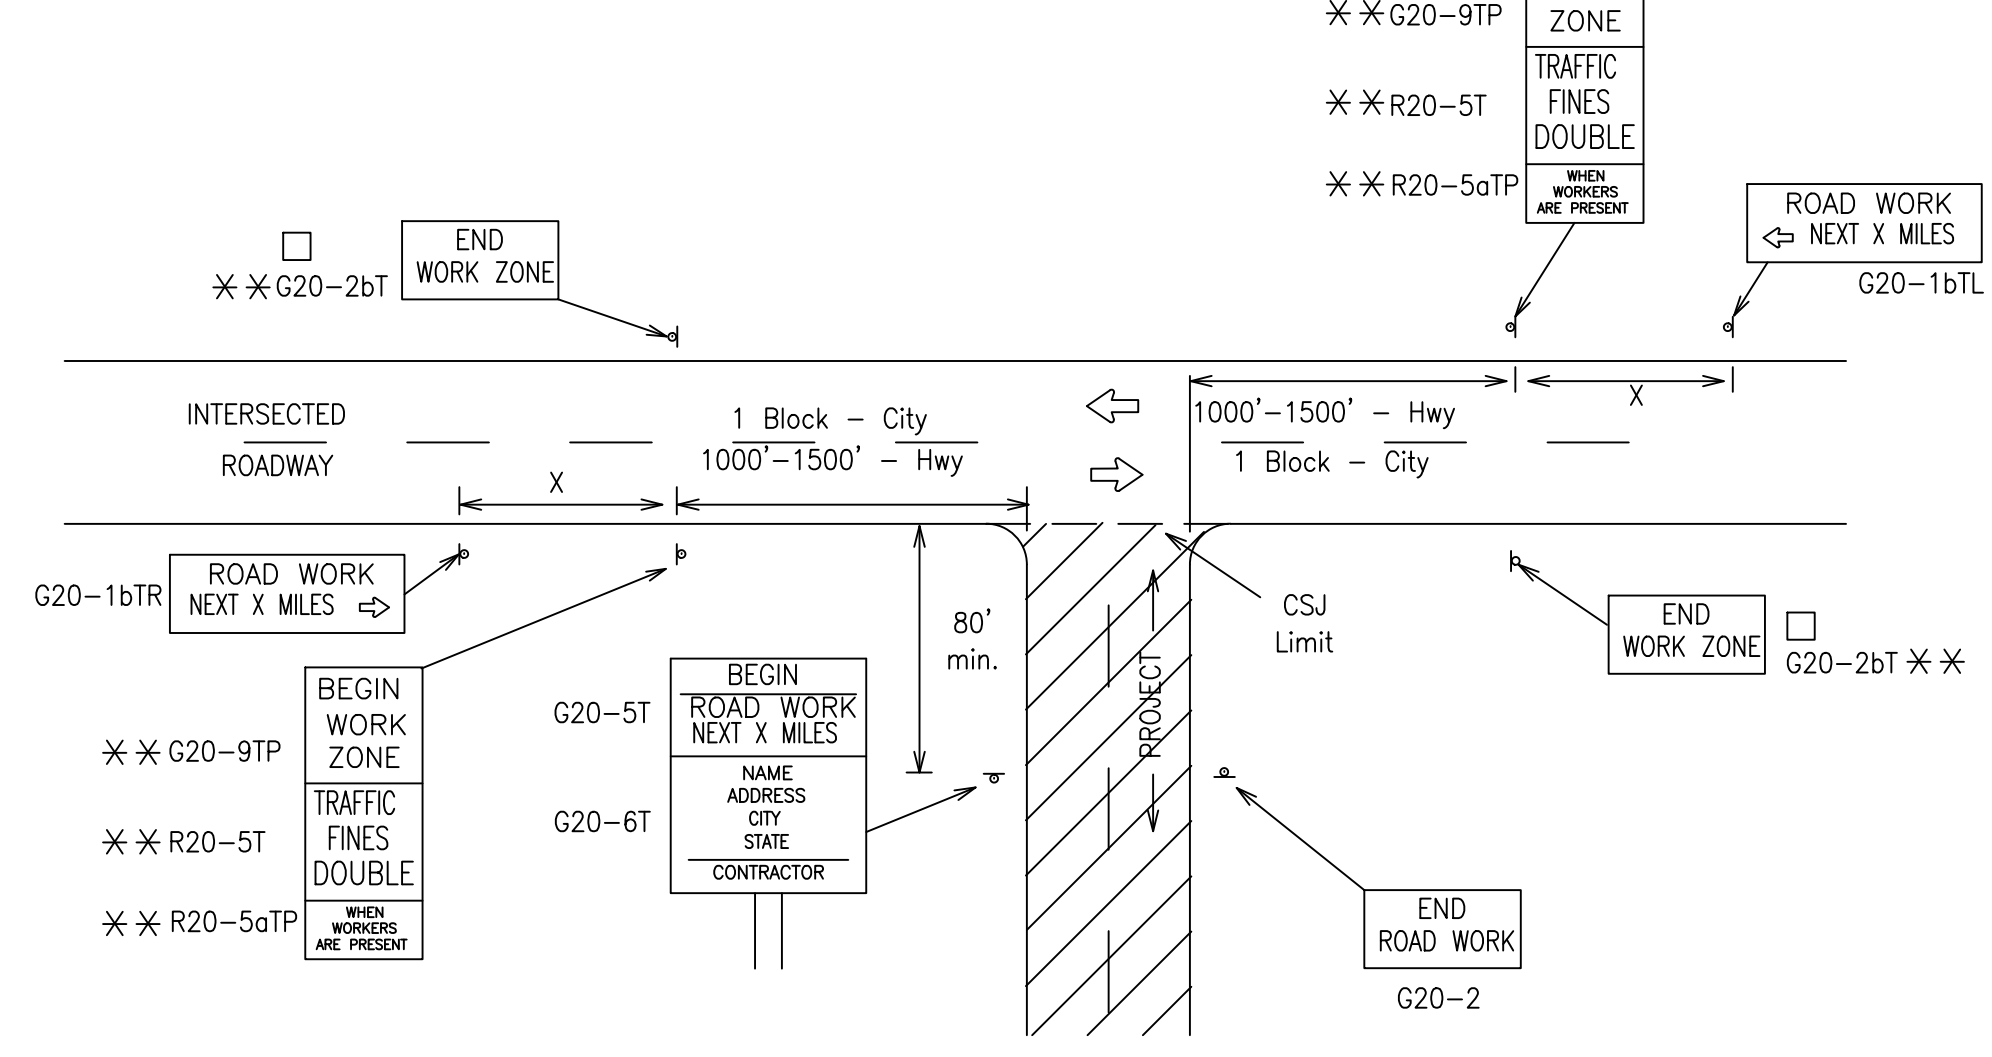 ✳ ✳ G20-9TP
ZONE
TRAFFIC
FINES
DOUBLE
✳ ✳ R20-5T
WHEN
WORKERS
ARE PRESENT
✳ ✳ R20-5aTP
ROAD WORK
⇦ NEXT X MILES
G20-1bTL
END
WORK ZONE
□
✳ ✳ G20-2bT
INTERSECTED
ROADWAY
1 Block - City
1000'-1500' - Hwy
X
1000'-1500' - Hwy
1 Block - City
X
G20-1bTR
ROAD WORK
NEXT X MILES ⇨
BEGIN
WORK
ZONE
✳ ✳ G20-9TP
TRAFFIC
FINES
DOUBLE
✳ ✳ R20-5T
WHEN
WORKERS
ARE PRESENT
✳ ✳ R20-5aTP
BEGIN
ROAD WORK
NEXT X MILES
G20-5T
NAME
ADDRESS
CITY
STATE
CONTRACTOR
G20-6T
80'
min.
PROJECT
CSJ
Limit
END
WORK ZONE
□
G20-2bT ✳ ✳
END
ROAD WORK
G20-2